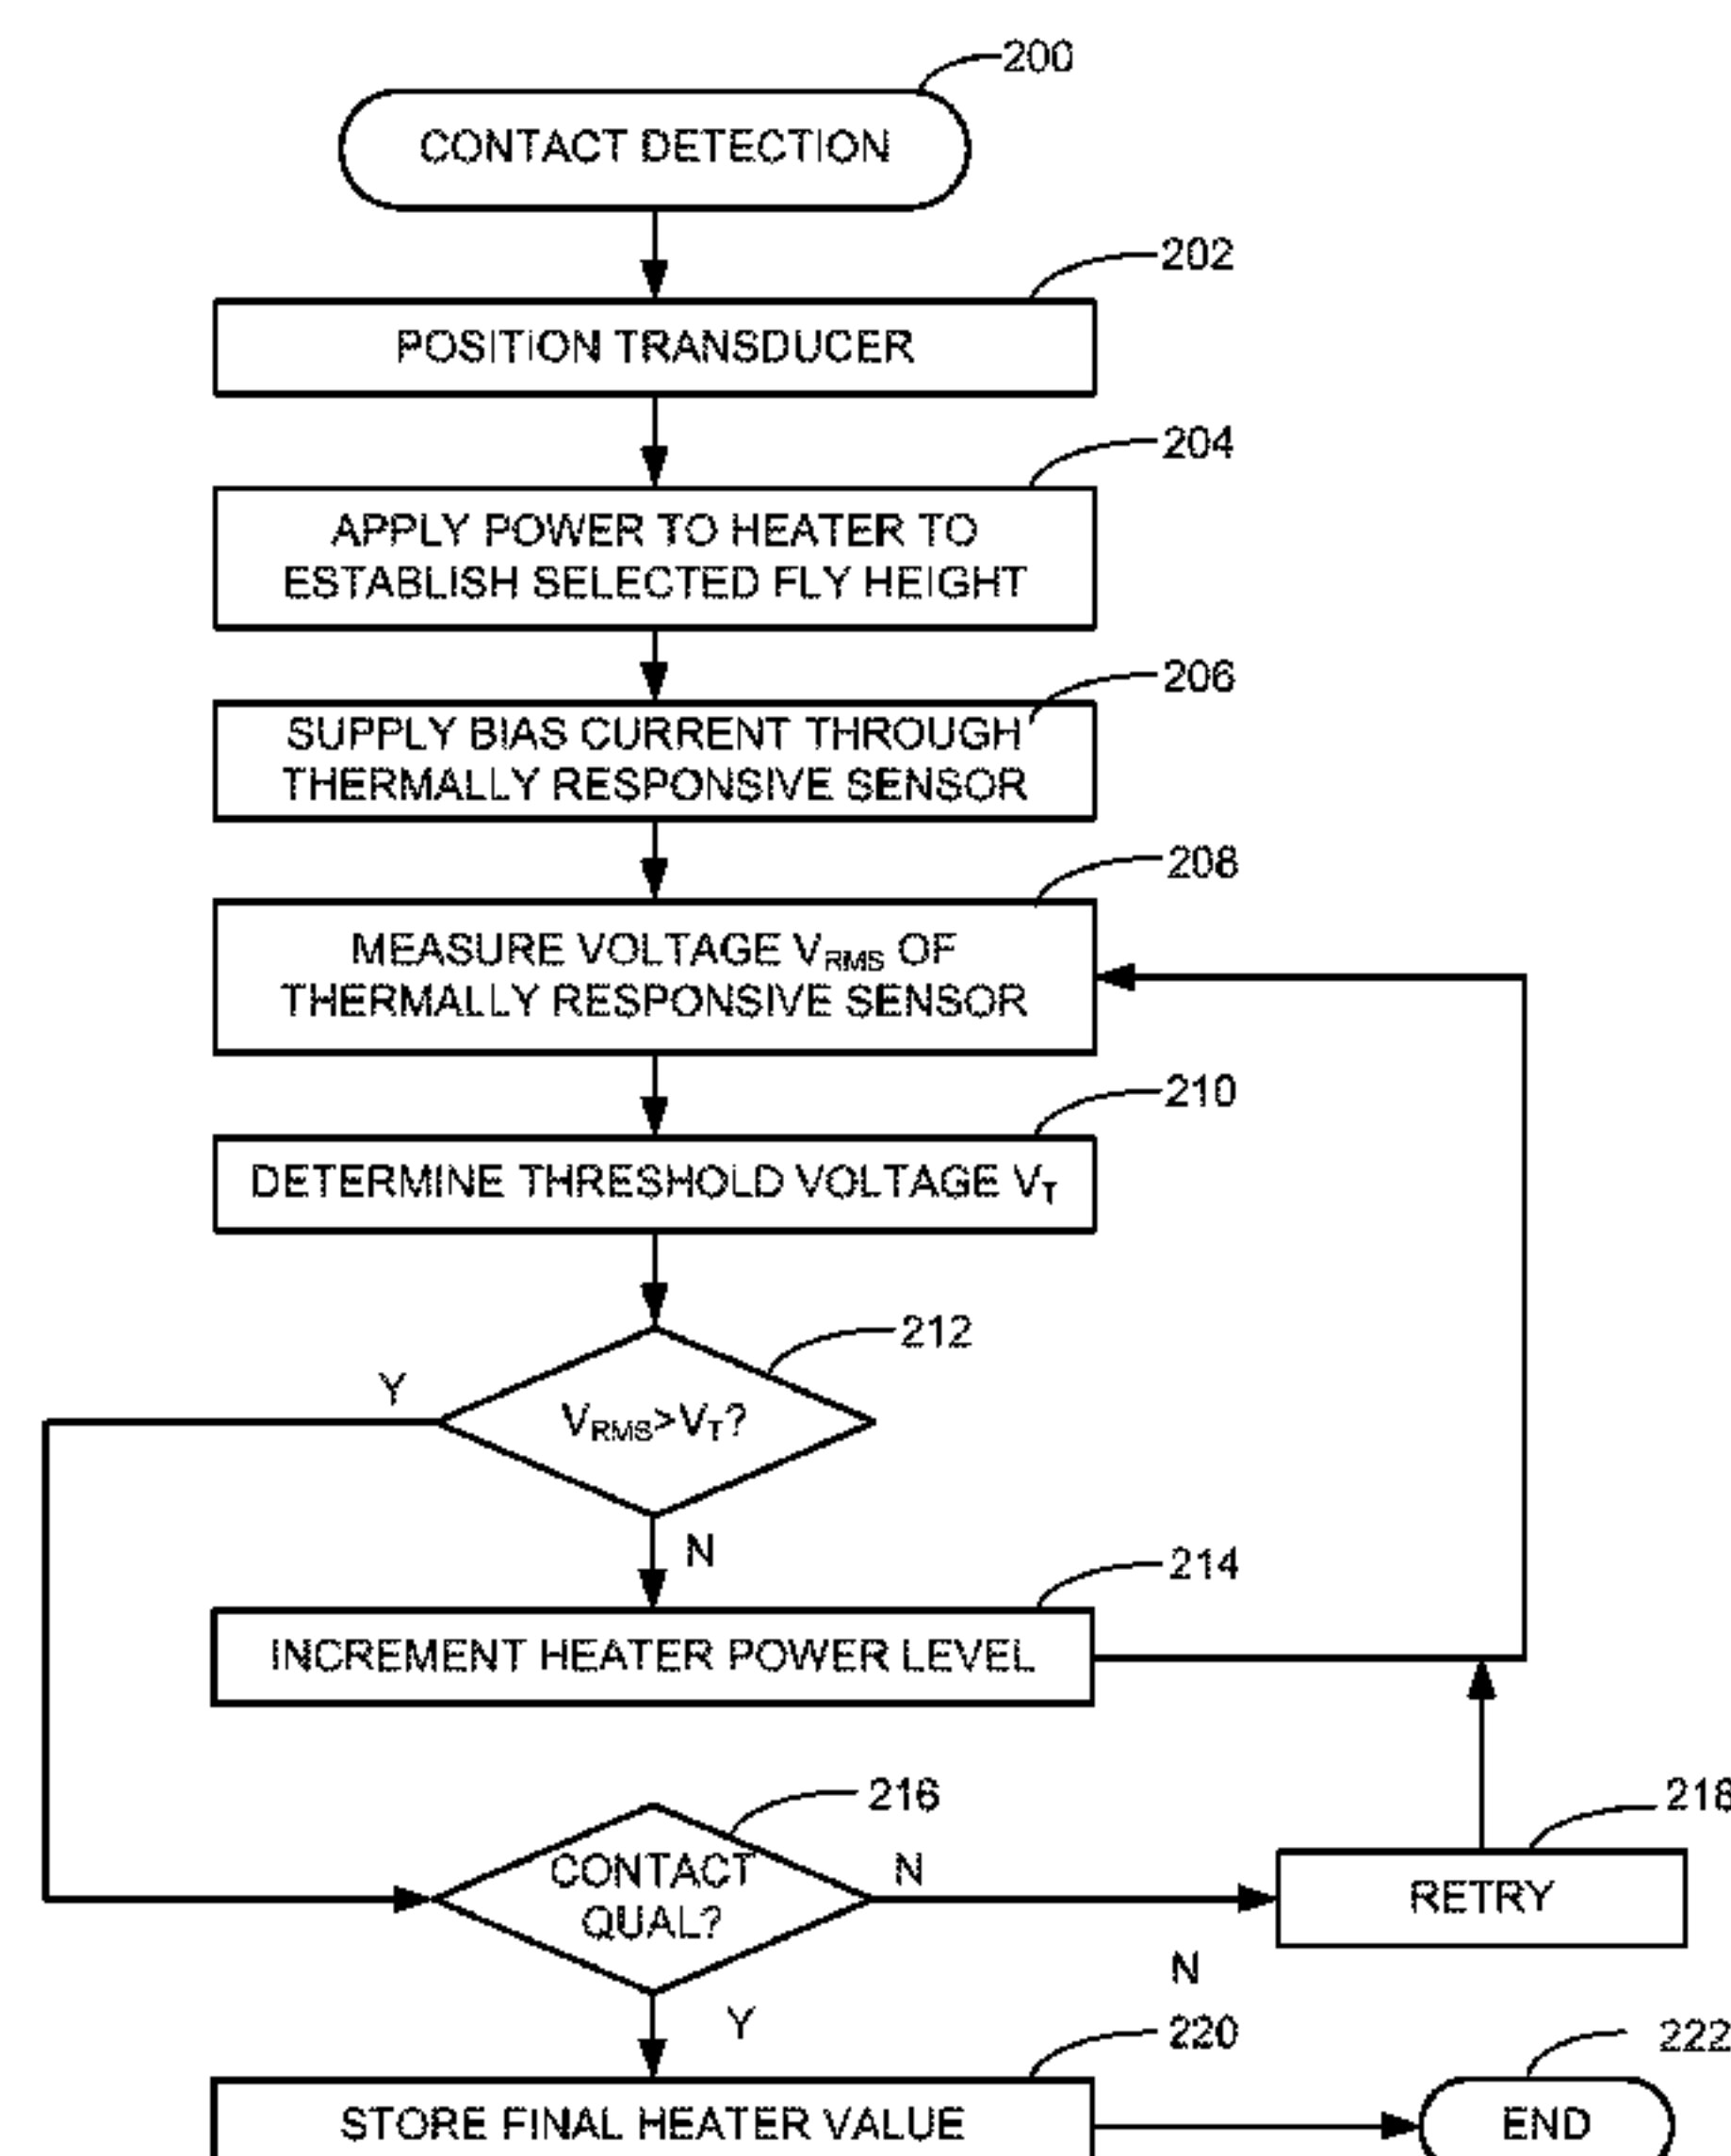 200
CONTACT DETECTION
202
POSITION TRANSDUCER
204
APPLY POWER TO HEATER TO
ESTABLISH SELECTED FLY HEIGHT
206
SUPPLY BIAS CURRENT THROUGH
THERMALLY RESPONSIVE SENSOR
208
MEASURE VOLTAGE VRMS OF
THERMALLY RESPONSIVE SENSOR
210
DETERMINE THRESHOLD VOLTAGE VT
212
Y
VRMS>VT?
N
214
INCREMENT HEATER POWER LEVEL
216
218
CONTACT
QUAL?
N
RETRY
N
Y
220
222
STORE FINAL HEATER VALUE
END